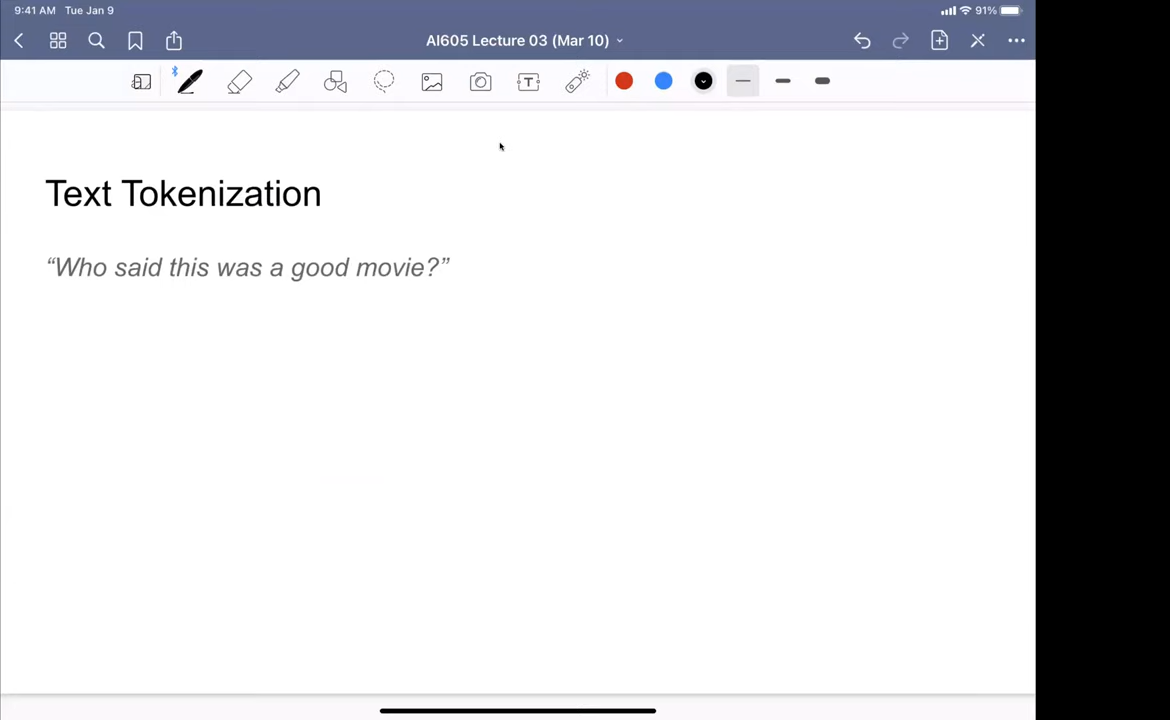 9:41 AM Tue Jan 9 91%
AI605 Lecture 03 (Mar 10)
T
Text Tokenization
“Who said this was a good movie?”